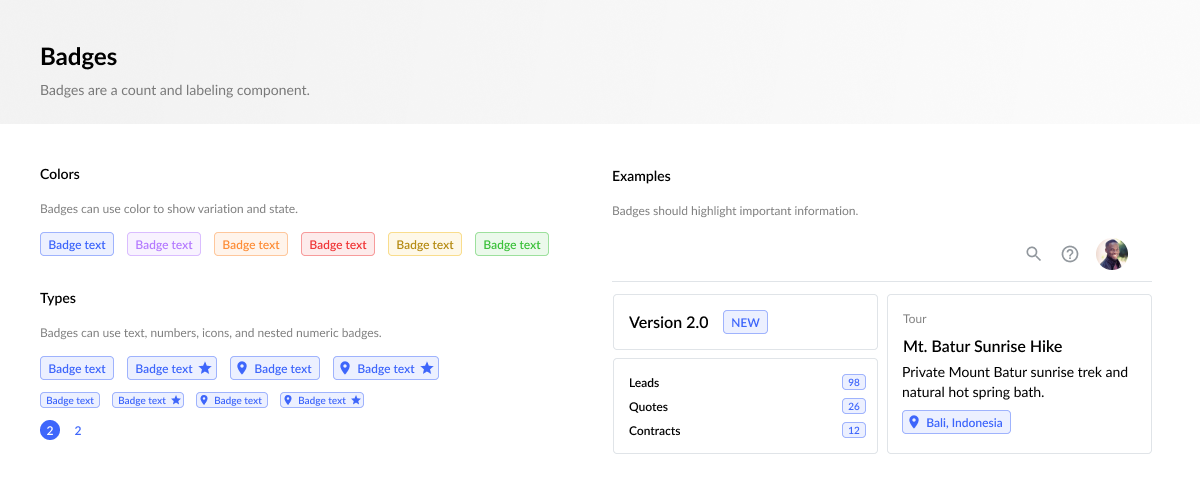 Badges
Badges are a count and labeling component.
Colors
Badges can use color to show variation and state.
Badge text Badge text Badge text Badge text Badge text Badge text
Types
Badges can use text, numbers, icons, and nested numeric badges.
Badge text Badge text Badge text Badge text
Badge text Badge text Badge text Badge text
2 2
Examples
Badges should highlight important information.
Version 2.0 NEW
Leads 98
Quotes 26
Contracts 12
Tour
Mt. Batur Sunrise Hike
Private Mount Batur sunrise trek and
natural hot spring bath.
Bali, Indonesia